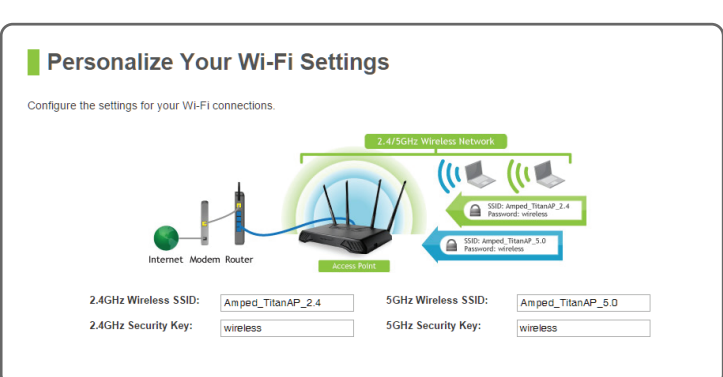 Personalize Your Wi-Fi Settings
Configure the settings for your Wi-Fi connections.
2.4/5GHz Wireless Network
SSID: Amped_TitanAP_2.4
Password: wireless
SSID: Amped_TitanAP_5.0
Password: wireless
Internet Modem Router
Access Point
2.4GHz Wireless SSID: Amped_TitanAP_2.4 5GHz Wireless SSID: Amped_TitanAP_5.0
2.4GHz Security Key: wireless 5GHz Security Key: wireless